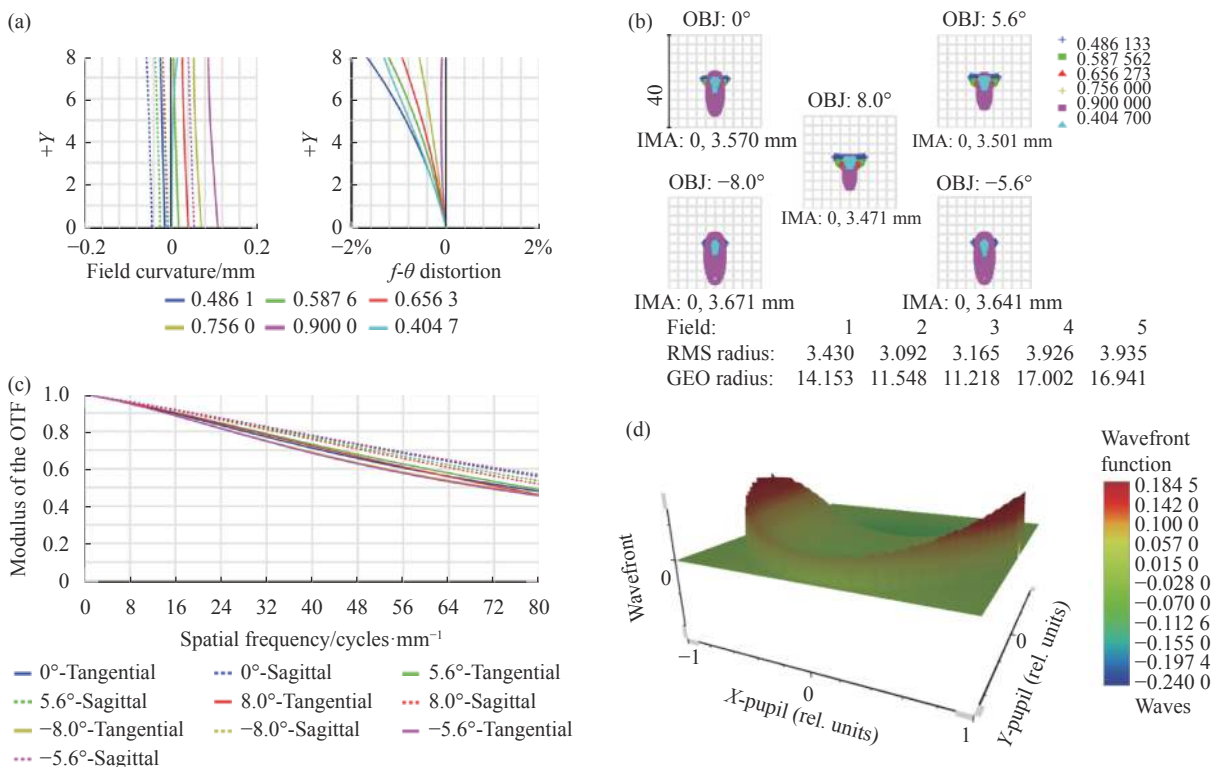 (a)
+Y
8
6
4
2
0
−0.2
0
0.2
Field curvature/mm
+Y
8
6
4
2
0
−2%
0
2%
f-θ distortion
0.486 1
0.587 6
0.656 3
0.756 0
0.900 0
0.404 7
(b)
OBJ: 0°
40
IMA: 0, 3.570 mm
OBJ: 5.6°
IMA: 0, 3.501 mm
OBJ: 8.0°
IMA: 0, 3.471 mm
OBJ: −8.0°
IMA: 0, 3.671 mm
OBJ: −5.6°
IMA: 0, 3.641 mm
0.486 133
0.587 562
0.656 273
0.756 000
0.900 000
0.404 700
Field: 1 2 3 4 5
RMS radius: 3.430 3.092 3.165 3.926 3.935
GEO radius: 14.153 11.548 11.218 17.002 16.941
(c)
Modulus of the OTF
1.0
0.8
0.6
0.4
0.2
0
0 8 16 24 32 40 48 56 64 72 80
Spatial frequency/cycles·mm⁻¹
0°-Tangential 0°-Sagittal 5.6°-Tangential
5.6°-Sagittal 8.0°-Tangential 8.0°-Sagittal
−8.0°-Tangential −8.0°-Sagittal −5.6°-Tangential
−5.6°-Sagittal
(d)
Wavefront
0
−1
0
1
X-pupil (rel. units)
0
Y-pupil (rel. units)
Wavefront
function
0.184 5
0.142 0
0.100 0
0.057 0
0.015 0
−0.028 0
−0.070 0
−0.112 6
−0.155 0
−0.197 4
−0.240 0
Waves